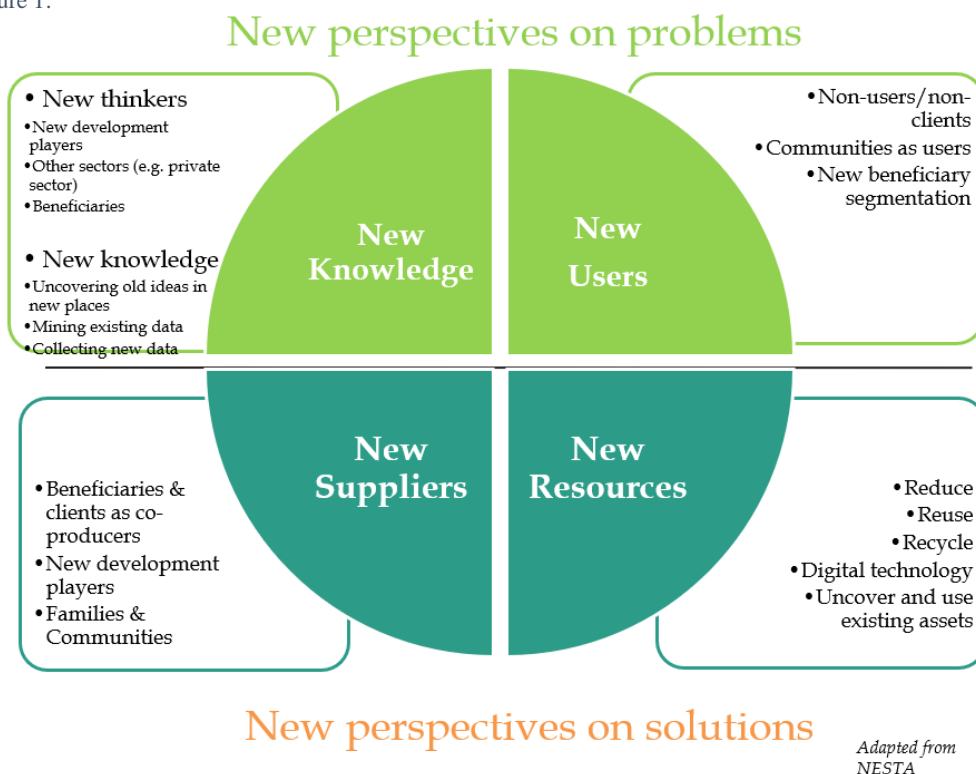 New perspectives on problems
• New thinkers
•New development
players
•Other sectors (e.g. private
sector)
•Beneficiaries
• New knowledge
•Uncovering old ideas in
new places
•Mining existing data
•Collecting new data
New
Knowledge
New
Users
•Non-users/non-
clients
•Communities as users
•New beneficiary
segmentation
•Beneficiaries &
clients as co-
producers
•New development
players
•Families &
Communities
New
Suppliers
New
Resources
•Reduce
•Reuse
•Recycle
•Digital technology
•Uncover and use
existing assets
New perspectives on solutions
Adapted from
NESTA